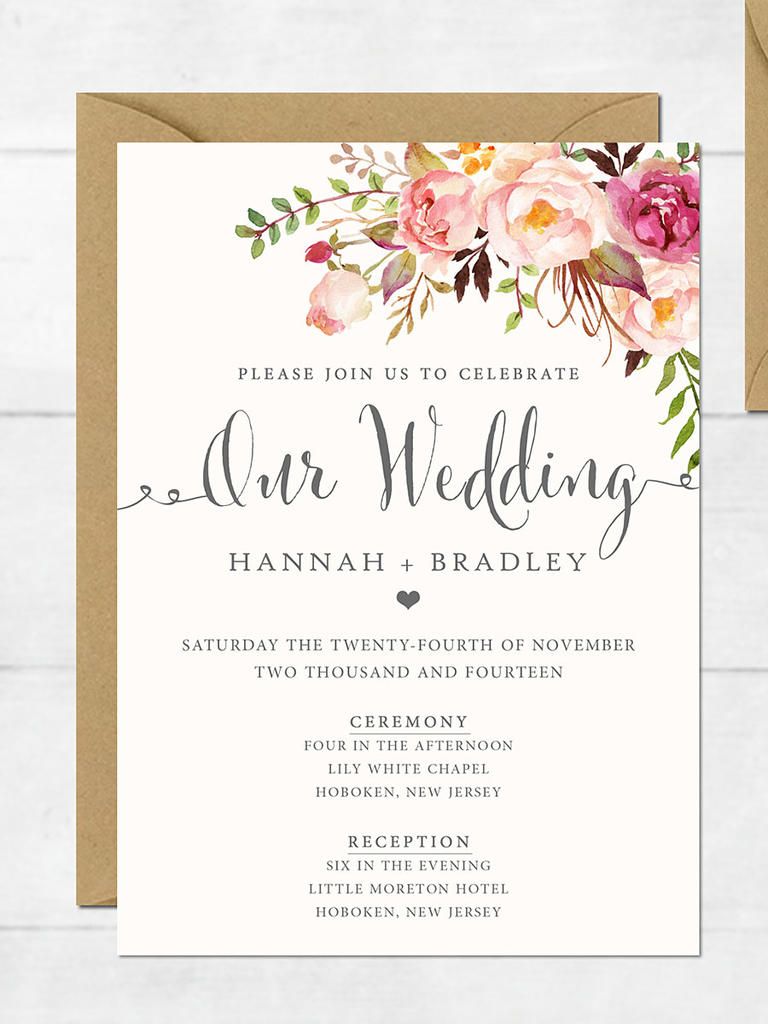 PLEASE JOIN US TO CELEBRATE
Our Wedding
HANNAH + BRADLEY
SATURDAY THE TWENTY-FOURTH OF NOVEMBER
TWO THOUSAND AND FOURTEEN
CEREMONY
FOUR IN THE AFTERNOON
LILY WHITE CHAPEL
HOBOKEN, NEW JERSEY
RECEPTION
SIX IN THE EVENING
LITTLE MORETON HOTEL
HOBOKEN, NEW JERSEY